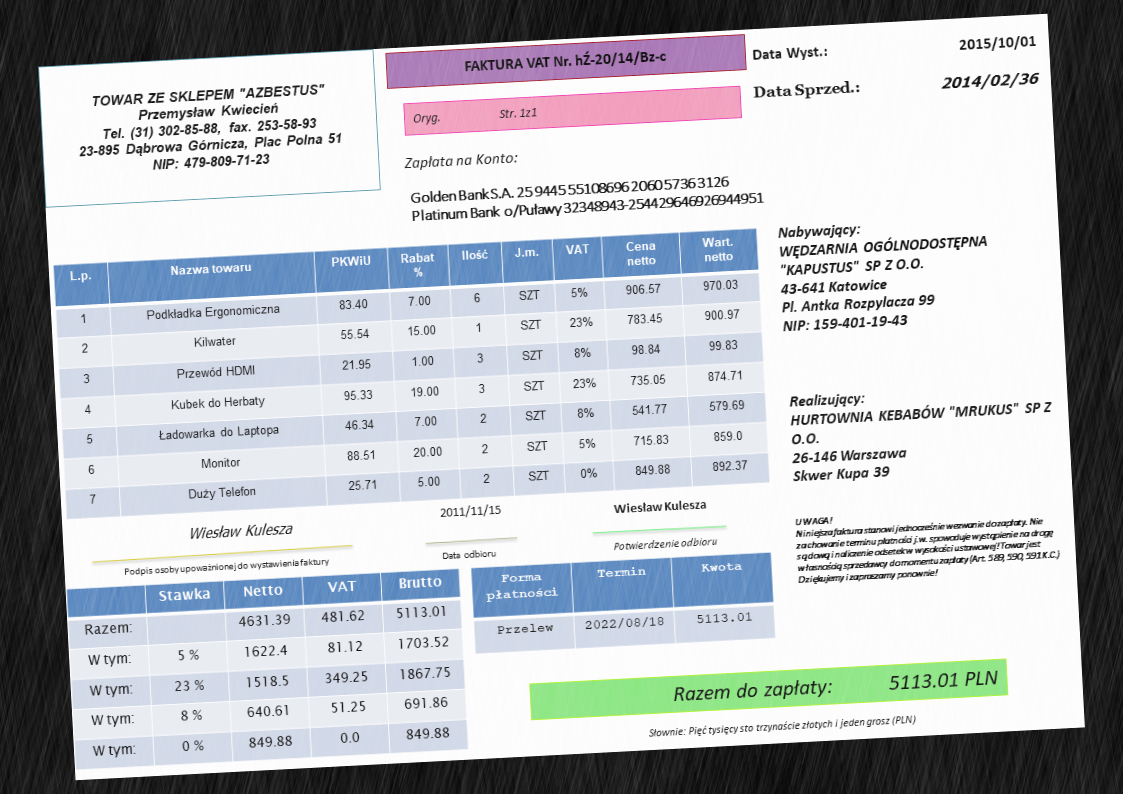 TOWAR ZE SKLEPEM "AZBESTUS"
Przemysław Kwiecień
Tel. (31) 302-85-88, fax. 253-58-93
23-895 Dąbrowa Górnicza, Plac Polna 51
NIP: 479-809-71-23
FAKTURA VAT Nr. hŹ-20/14/Bz-c
Oryg. Str. 1z1
Data Wyst.: 2015/10/01
Data Sprzed.: 2014/02/36
Zapłata na Konto:
Golden Bank S.A. 25 9445 55108696 2060 5736 3126
Platinum Bank o/Puławy 32348943-254429646926944951
Nabywający:
WĘDZARNIA OGÓLNODOSTĘPNA
"KAPUSTUS" SP Z O.O.
43-641 Katowice
Pl. Antka Rozpylacza 99
NIP: 159-401-19-43
Realizujący:
HURTOWNIA KEBABÓW "MRUKUS" SP Z
O.O.
26-146 Warszawa
Skwer Kupa 39
L.p. Nazwa towaru PKWiU Rabat % Ilość J.m. VAT Cena netto Wart. netto
1 Podkładka Ergonomiczna 83.40 7.00 6 SZT 5% 906.57 970.03
2 Kilwater 55.54 15.00 1 SZT 23% 783.45 900.97
3 Przewód HDMI 21.95 1.00 3 SZT 8% 98.84 99.83
4 Kubek do Herbaty 95.33 19.00 3 SZT 23% 735.05 874.71
5 Ładowarka do Laptopa 46.34 7.00 2 SZT 8% 541.77 579.69
6 Monitor 88.51 20.00 2 SZT 5% 715.83 859.0
7 Duży Telefon 25.71 5.00 2 SZT 0% 849.88 892.37
Wiesław Kulesza
Podpis osoby upoważnionej do wystawienia faktury
2011/11/15
Data odbioru
Wiesław Kulesza
Potwierdzenie odbioru
UWAGA!
Niniejsza faktura stanowi jednocześnie wezwanie do zapłaty. Nie
zachowanie terminu płatności j.w. spowoduje wystąpienie na drogę
sądową i naliczenie odsetek w wysokości ustawowej! Towar jest
własnością sprzedawcy do momentu zapłaty (Art. 589, 590, 591 K.C.)
Dziękujemy i zapraszamy ponownie!
Stawka Netto VAT Brutto
Razem: 4631.39 481.62 5113.01
W tym: 5 % 1622.4 81.12 1703.52
W tym: 23 % 1518.5 349.25 1867.75
W tym: 8 % 640.61 51.25 691.86
W tym: 0 % 849.88 0.0 849.88
Forma płatności Termin Kwota
Przelew 2022/08/18 5113.01
Razem do zapłaty: 5113.01 PLN
Słownie: Pięć tysięcy sto trzynaście złotych i jeden grosz (PLN)